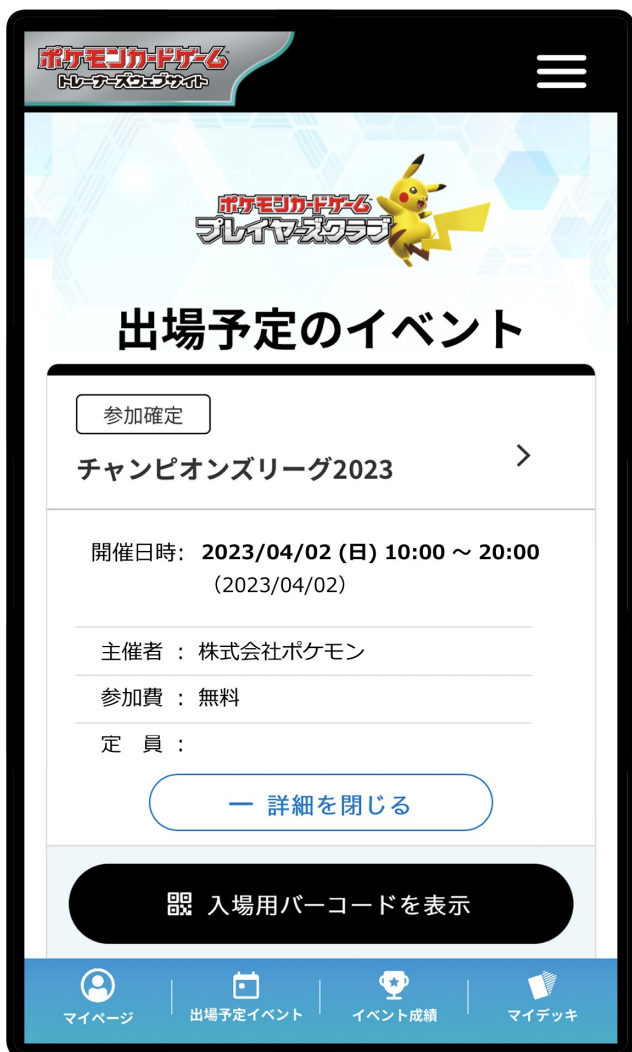 ポケモンカードゲーム
トレーナーズウェブサイト
ポケモンカードゲーム
プレイヤーズクラブ
出場予定のイベント
参加確定
チャンピオンズリーグ2023
開催日時: 2023/04/02 (日) 10:00 ～ 20:00
（2023/04/02）
主催者 : 株式会社ポケモン
参加費 : 無料
定　員 :
― 詳細を閉じる
入場用バーコードを表示
マイページ 出場予定イベント イベント成績 マイデッキ